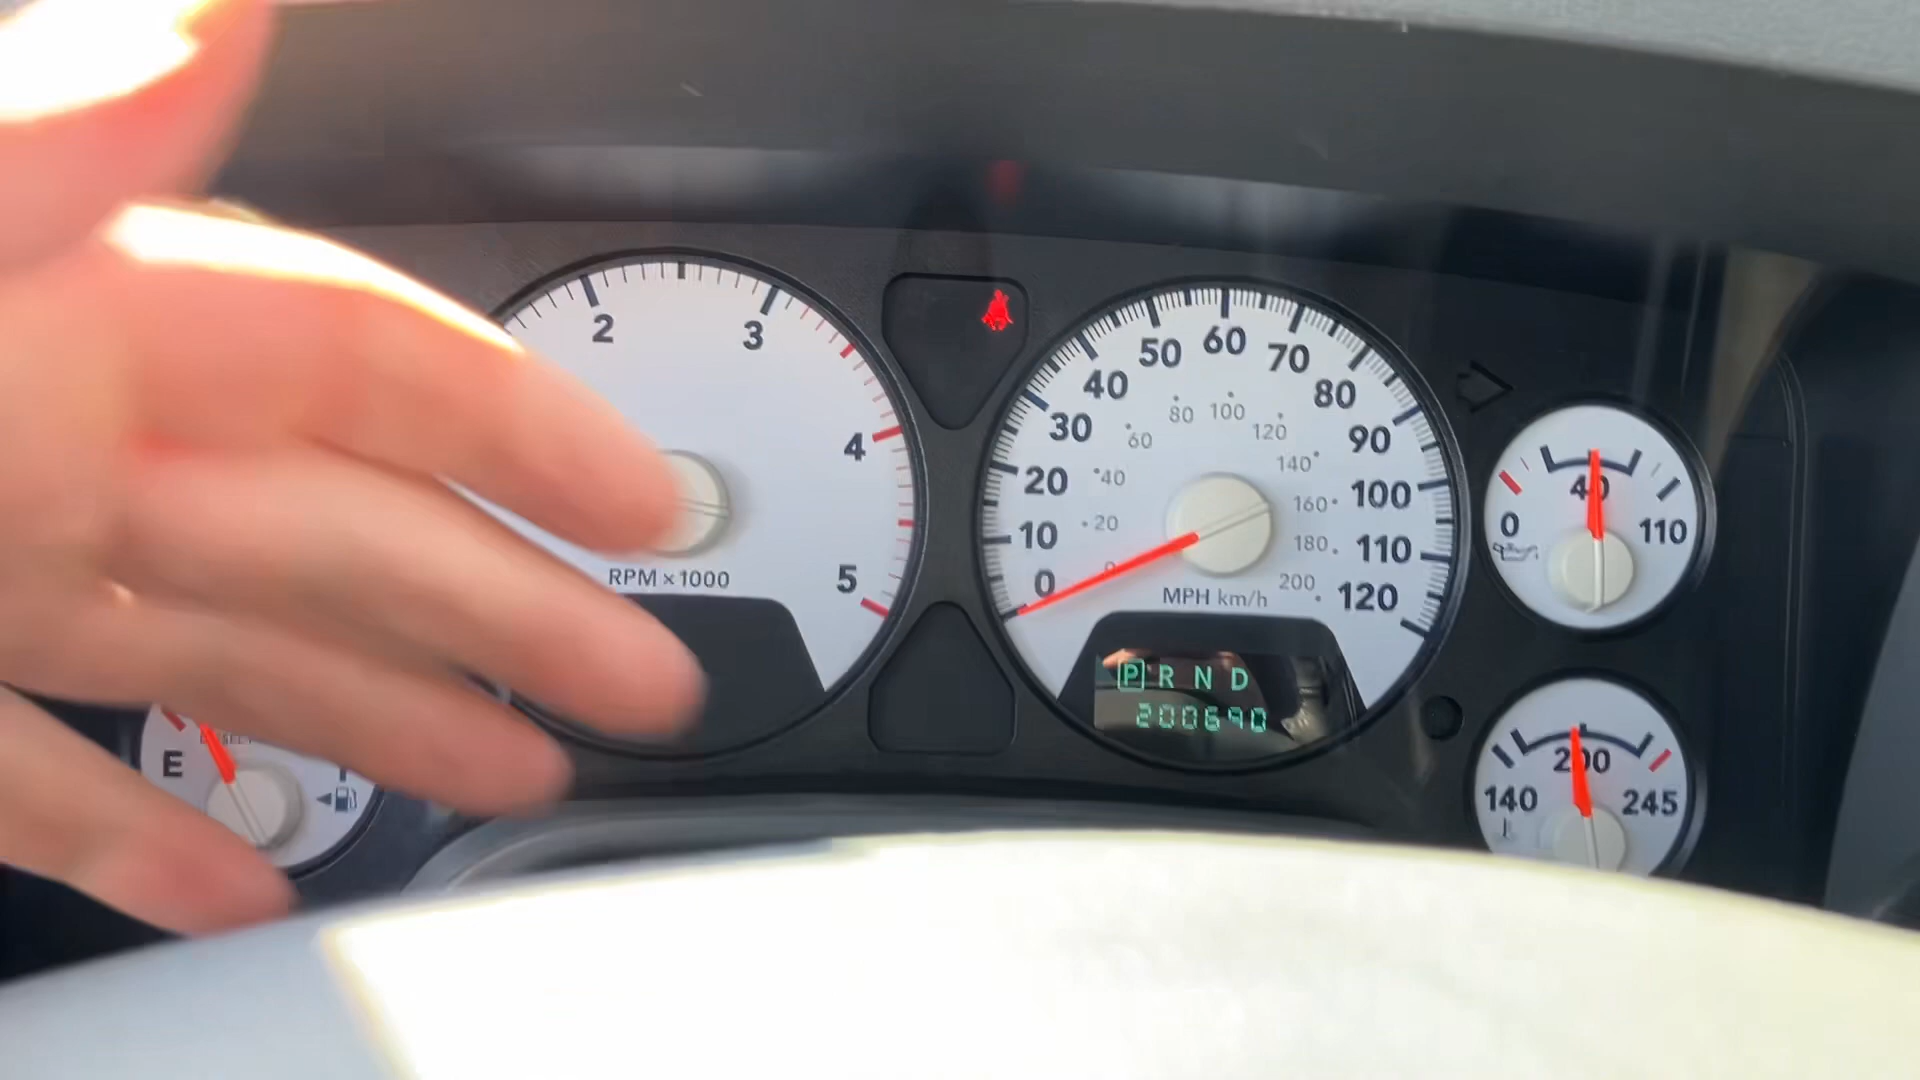 2 3
4
5
RPM x 1000
0 10 20 30 40 50 60 70 80 90 100 110 120
20 40 60 80 100 120 140 160 180 200
MPH km/h
P R N D
200690
0 40 110
140 200 245
E